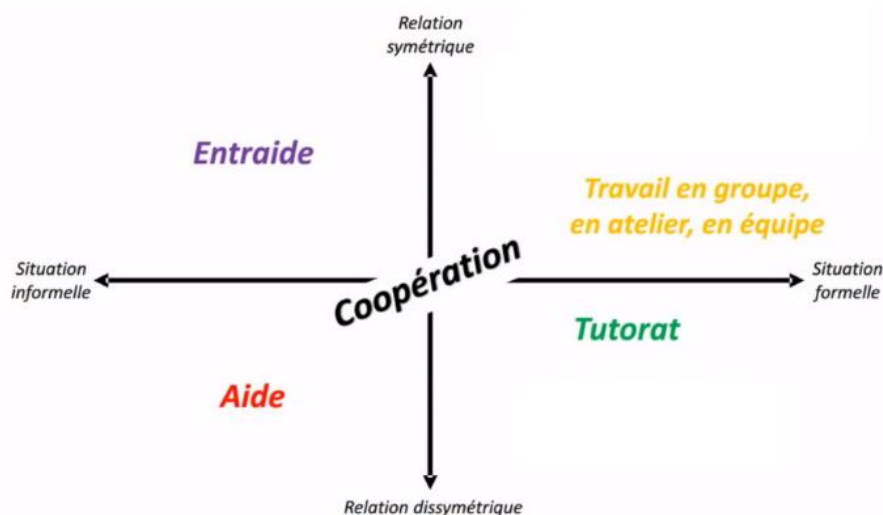 Relation
symétrique
Entraide
Travail en groupe,
en atelier, en équipe
Situation
informelle
Coopération
Situation
formelle
Tutorat
Aide
Relation dissymétrique